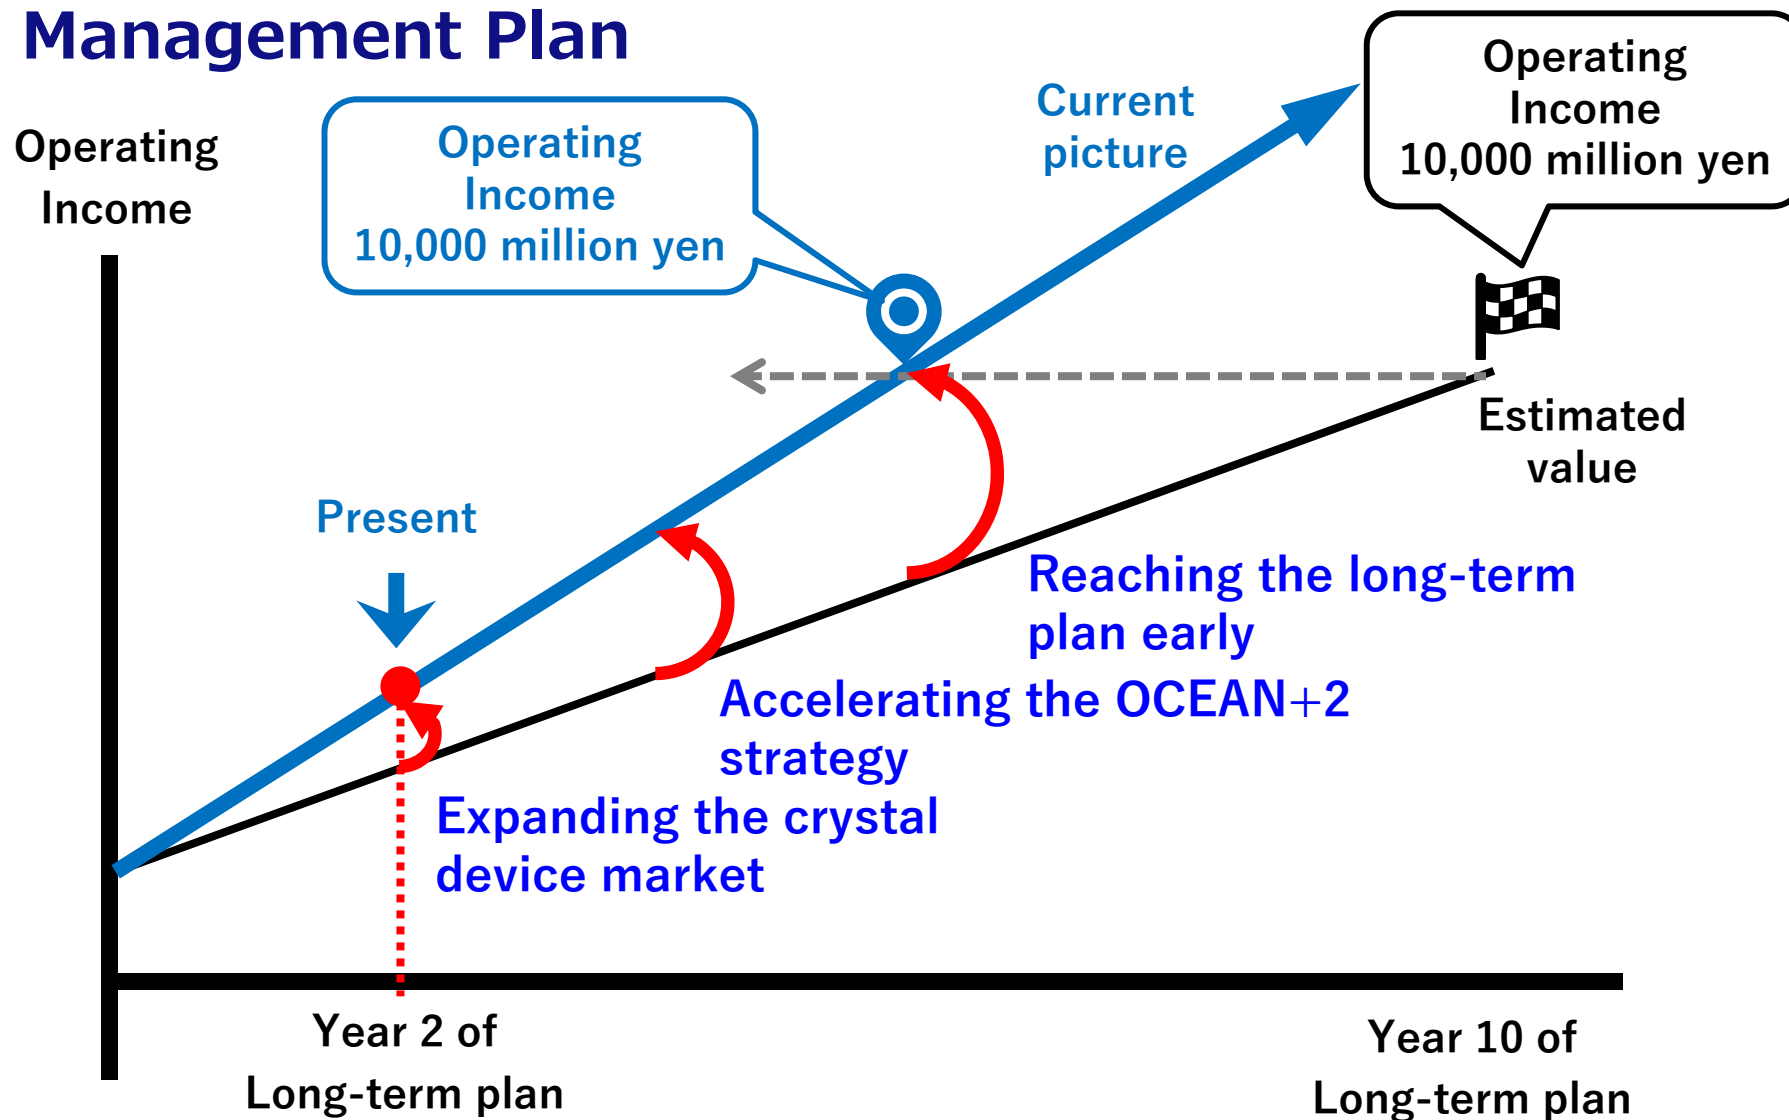 Management Plan
Operating
Income
Operating
Income
10,000 million yen
Current
picture
Operating
Income
10,000 million yen
Estimated
value
Present
Reaching the long-term
plan early
Accelerating the OCEAN+2
strategy
Expanding the crystal
device market
Year 2 of
Long-term plan
Year 10 of
Long-term plan